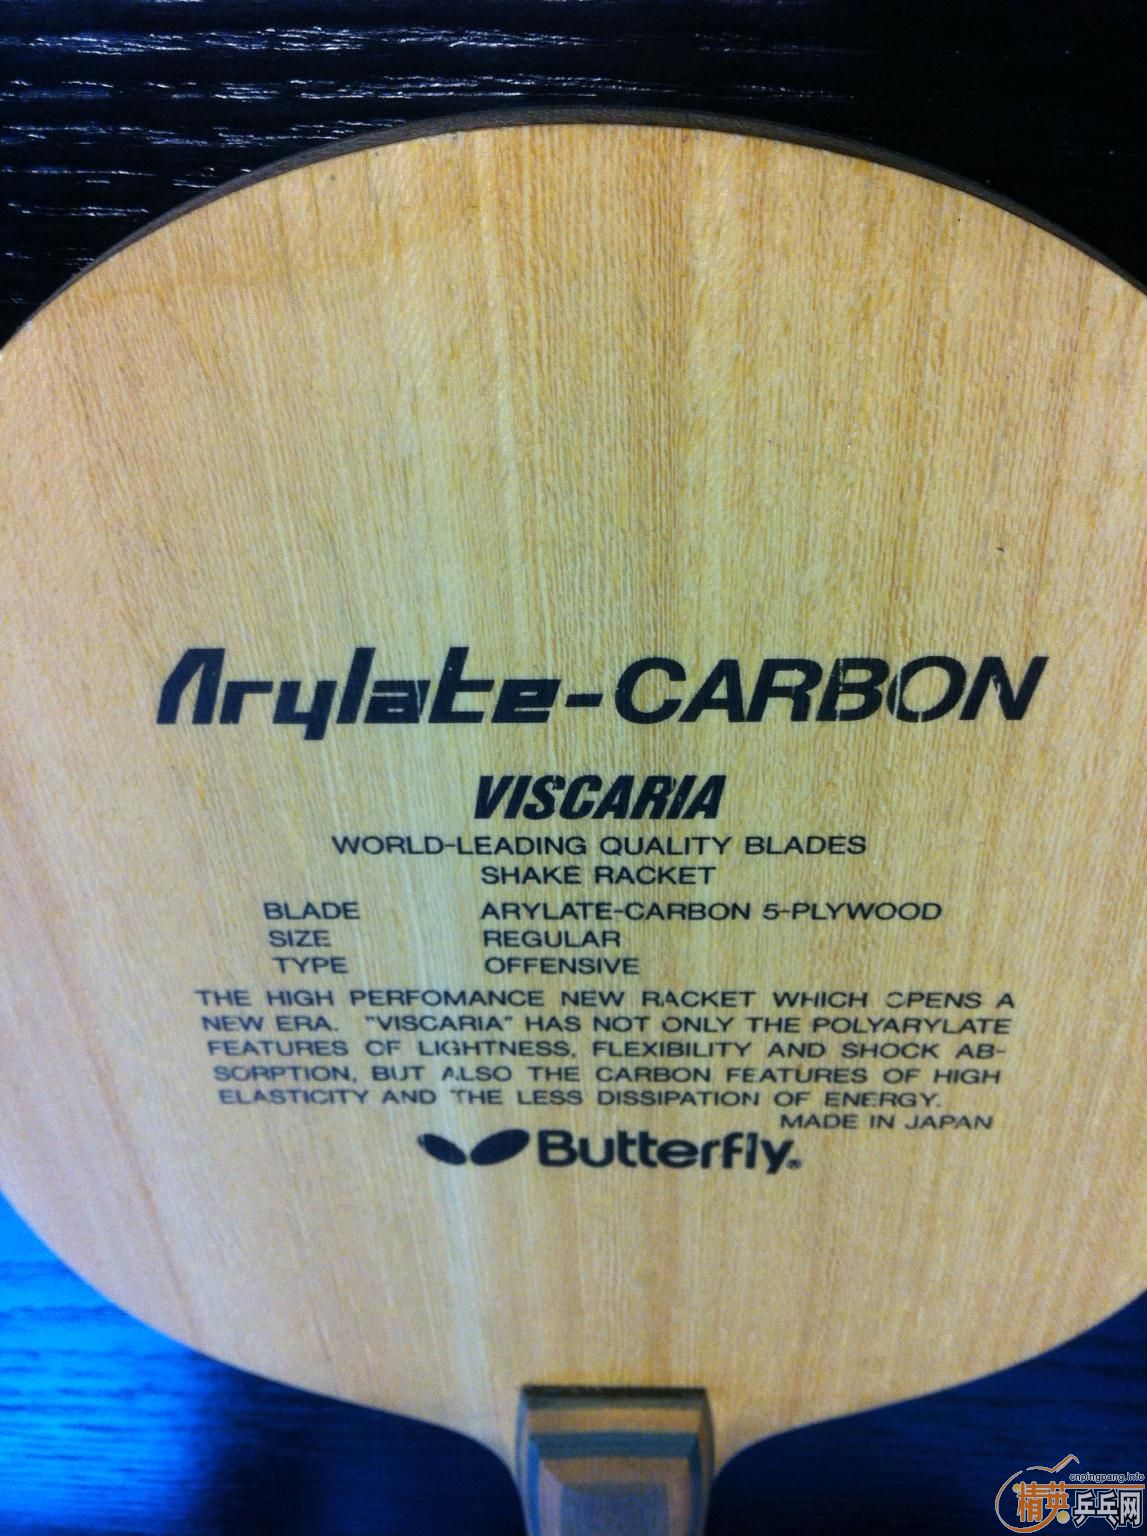 Arylate-CARBON
VISCARIA
WORLD-LEADING QUALITY BLADES
SHAKE RACKET
BLADE ARYLATE-CARBON 5-PLYWOOD
SIZE REGULAR
TYPE OFFENSIVE
THE HIGH PERFOMANCE NEW RACKET WHICH OPENS A
NEW ERA. "VISCARIA" HAS NOT ONLY THE POLYARYLATE
FEATURES OF LIGHTNESS, FLEXIBILITY AND SHOCK AB-
SORPTION, BUT ALSO THE CARBON FEATURES OF HIGH
ELASTICITY AND THE LESS DISSIPATION OF ENERGY.
MADE IN JAPAN
Butterfly®
cnpingpang.info
精英乒乓网